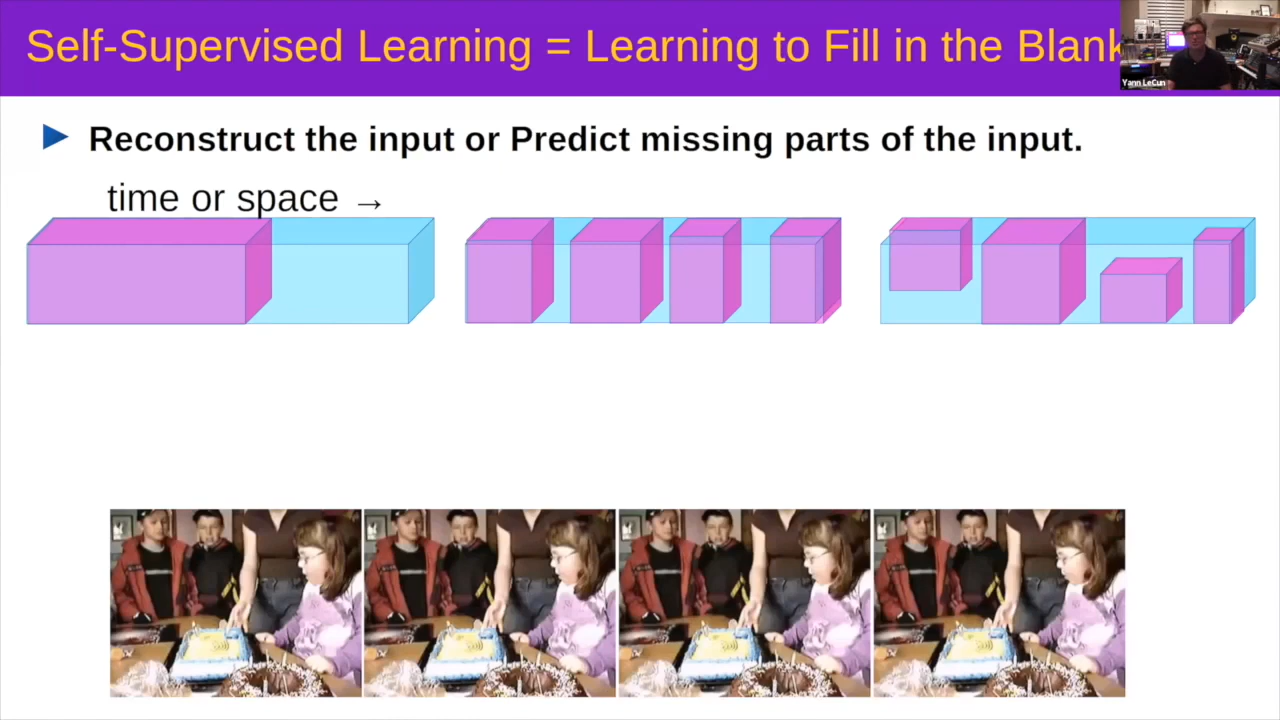 Self-Supervised Learning = Learning to Fill in the Blank
Yann LeCun
Reconstruct the input or Predict missing parts of the input.
time or space →